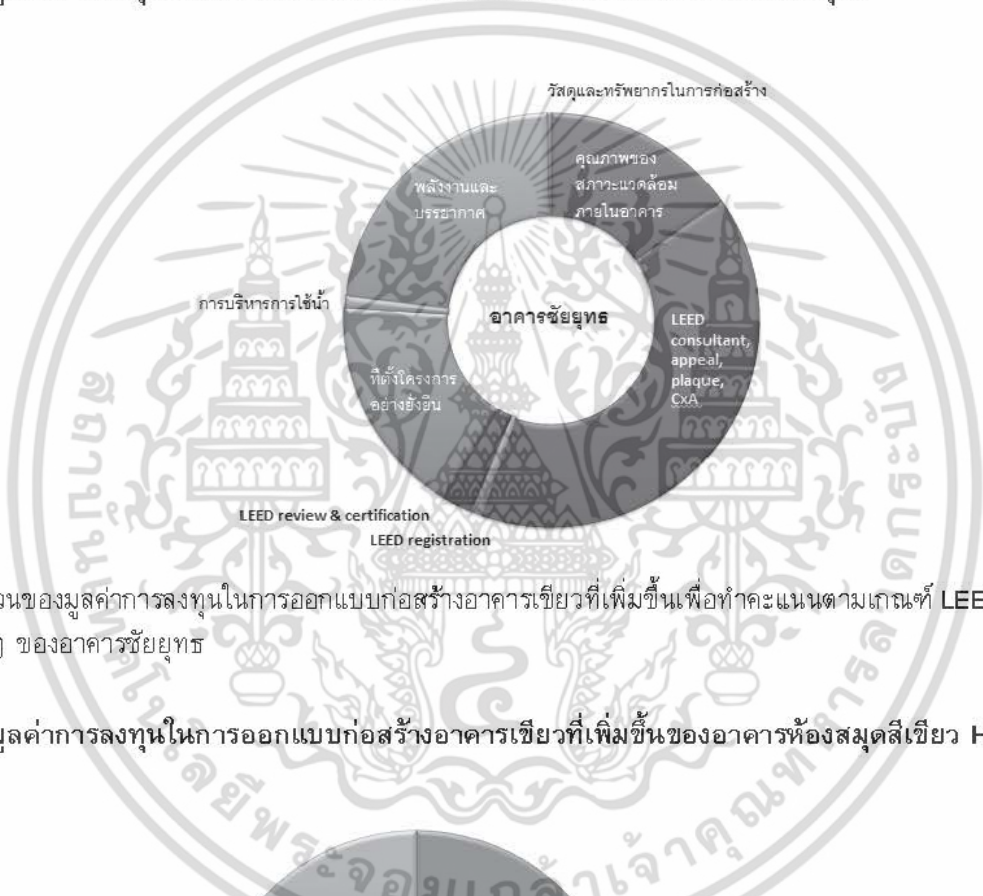 วัสดุและทรัพยากรในการก่อสร้าง
คุณภาพของ
สภาวะแวดล้อม
ภายในอาคาร
พลังงานและ
บรรยากาศ
การบริหารการใช้น้ำ
อาคารชัยยุทธ
LEED
consultant,
appeal,
plaque,
CxA
ที่ตั้งโครงการ
อย่างยั่งยืน
LEED review & certification
LEED registration
ของมูลค่าการลงทุนในการออกแบบก่อสร้างอาคารเขียวที่เพิ่มขึ้นเพื่อทำคะแนนตามเกณฑ์
ของอาคารชัยยุทธ
มูลค่าการลงทุนในการออกแบบก่อสร้างอาคารเขียวที่เพิ่มขึ้นของอาคารห้องสมุดสีเขียว